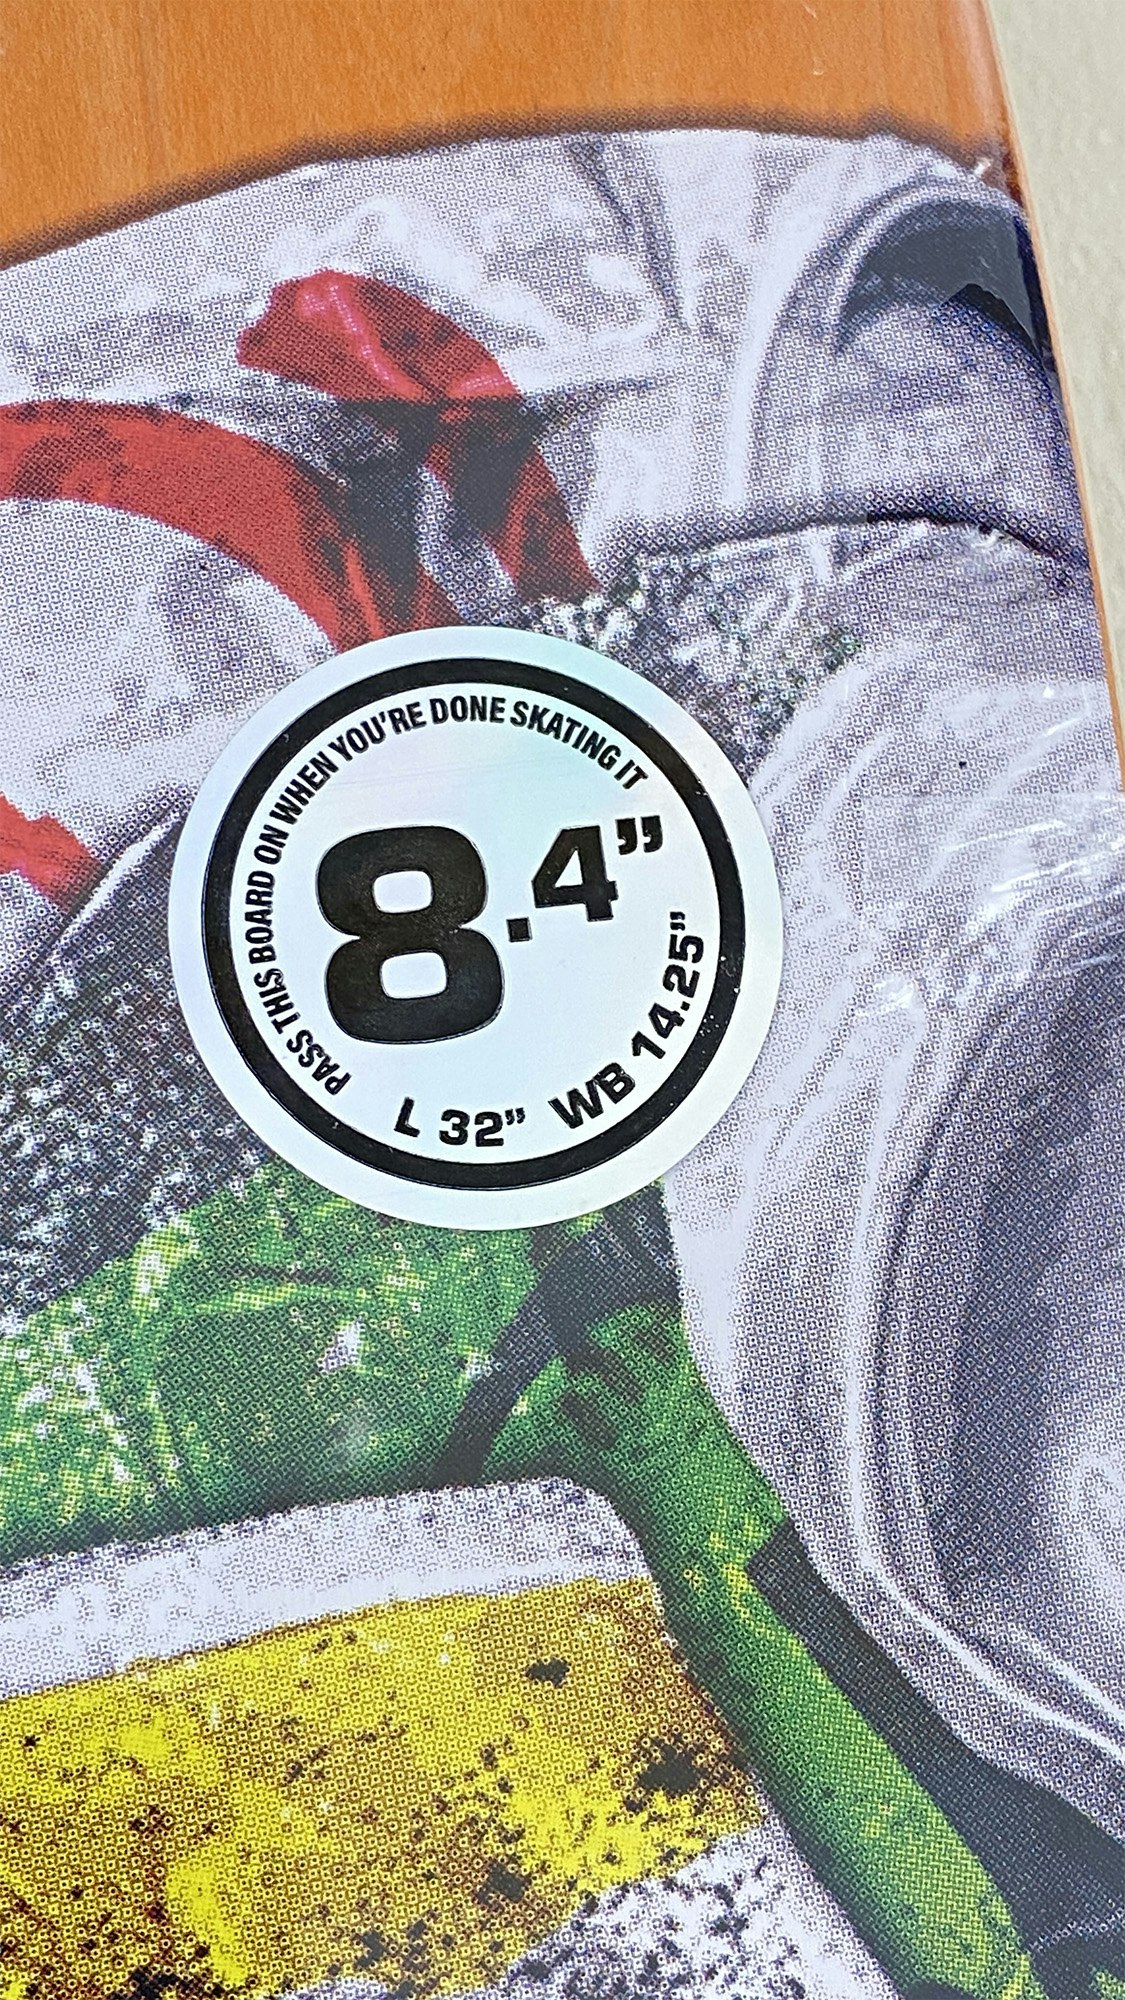 PASS THIS BOARD ON WHEN YOU'RE DONE SKATING IT
8.4”
L 32” WB 14.25”